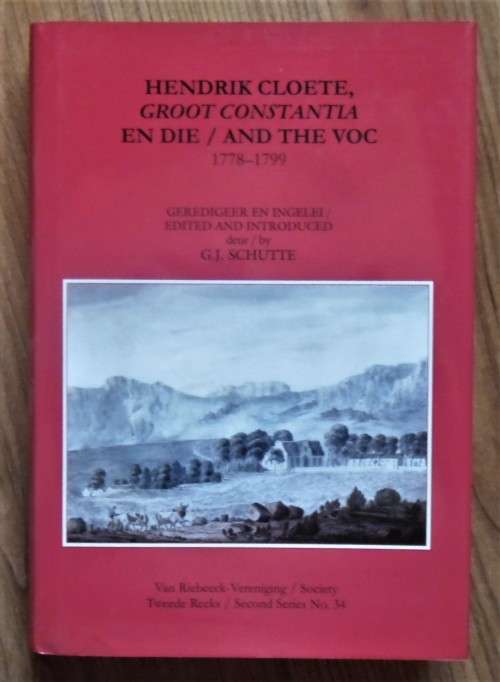 HENDRIK CLOETE,
GROOT CONSTANTIA
EN DIE / AND THE VOC
1778–1799
GEREDIGEER EN INGELEI /
EDITED AND INTRODUCED
deur / by
G.J. SCHUTTE
Van Riebeeck-Vereniging / Society
Tweede Reeks / Second Series No. 34